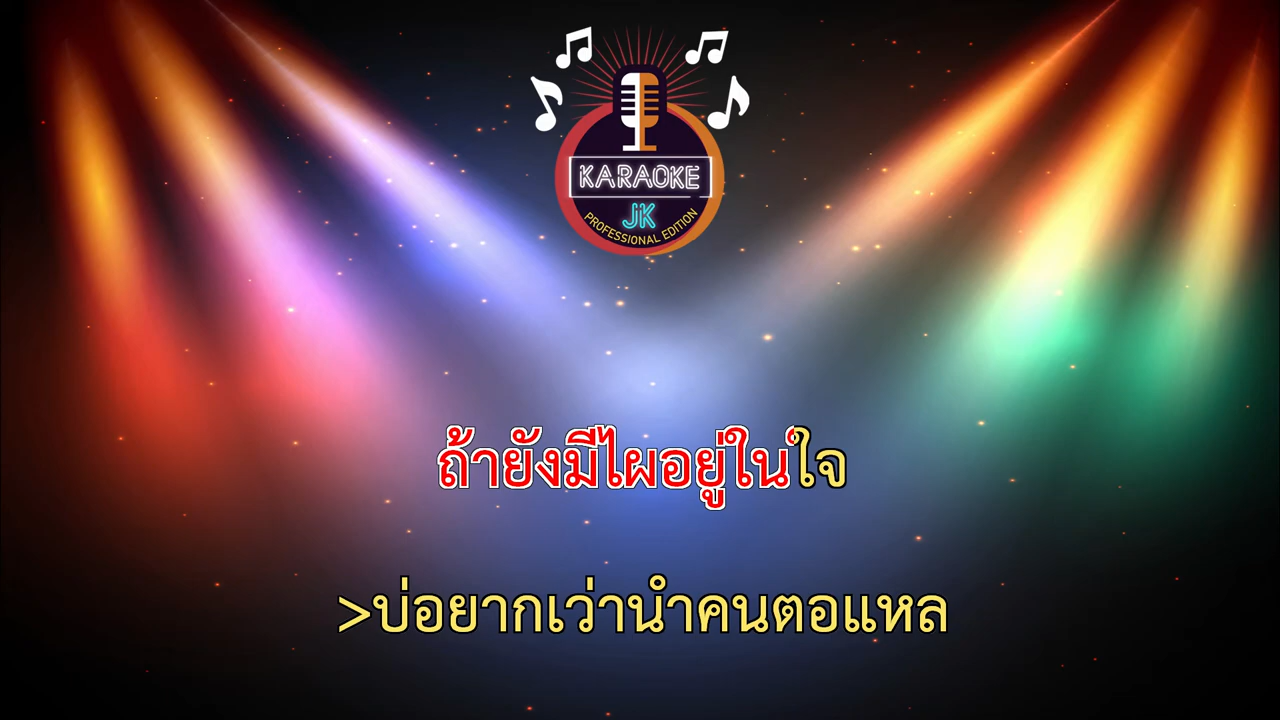 KARAOKE
JK
PROFESSIONAL EDITION
ถ้ายังมีไผอยู่ในใจ
>บ่อยากเว่านำคนตอแหล